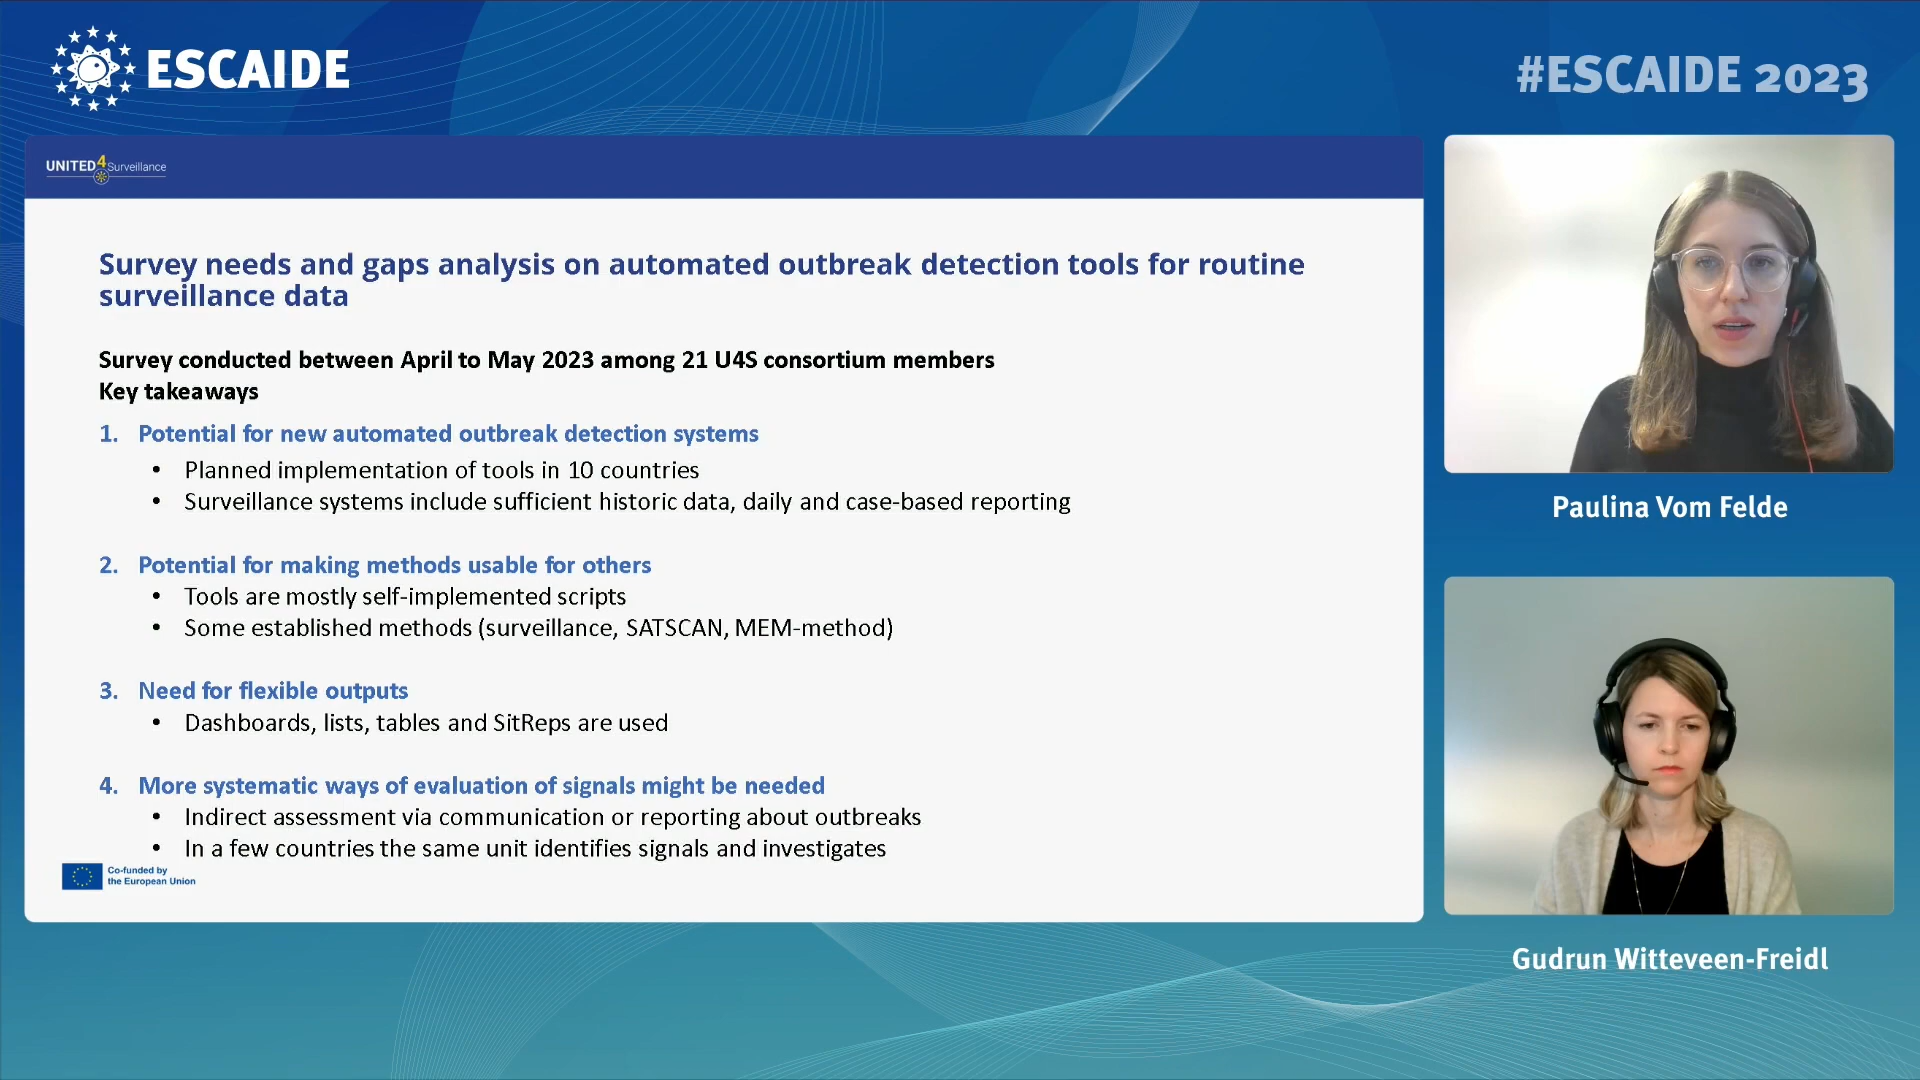 ESCAIDE
#ESCAIDE 2023
UNITED4Surveillance
Survey needs and gaps analysis on automated outbreak detection tools for routine
surveillance data
Survey conducted between April to May 2023 among 21 U4S consortium members
Key takeaways
1. Potential for new automated outbreak detection systems
• Planned implementation of tools in 10 countries
• Surveillance systems include sufficient historic data, daily and case-based reporting
2. Potential for making methods usable for others
• Tools are mostly self-implemented scripts
• Some established methods (surveillance, SATSCAN, MEM-method)
3. Need for flexible outputs
• Dashboards, lists, tables and SitReps are used
4. More systematic ways of evaluation of signals might be needed
• Indirect assessment via communication or reporting about outbreaks
• In a few countries the same unit identifies signals and investigates
Co-funded by
the European Union
Paulina Vom Felde
Gudrun Witteveen-Freidl